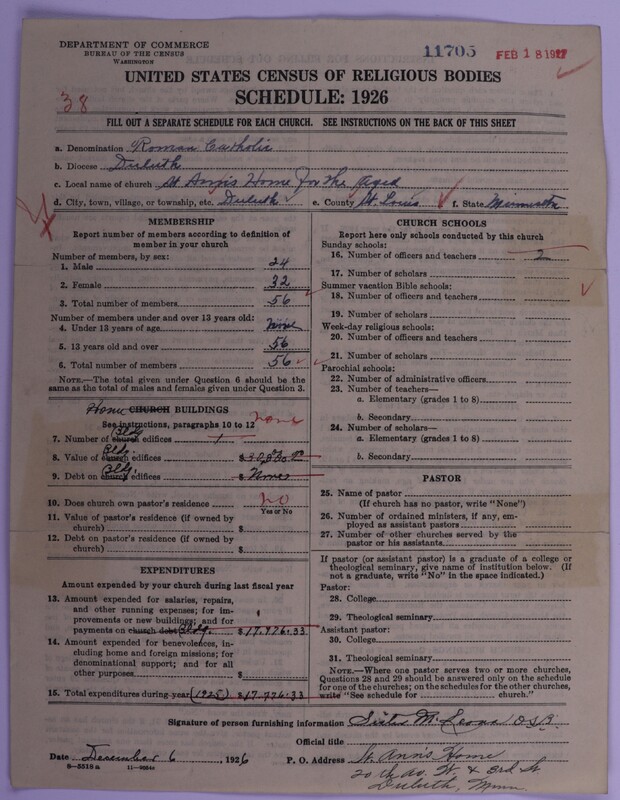 DEPARTMENT OF COMMERCE
BUREAU OF THE CENSUS
WASHINGTON
11705
FEB 18 1927
UNITED STATES CENSUS OF RELIGIOUS BODIES
SCHEDULE: 1926
38
FILL OUT A SEPARATE SCHEDULE FOR EACH CHURCH. SEE INSTRUCTIONS ON THE BACK OF THIS SHEET
a. Denomination Roman Catholic
b. Diocese Duluth
c. Local name of church St Ann's Home for the Aged
d. City, town, village, or township, etc. Duluth e. County St. Louis f. State Minnesota
MEMBERSHIP
Report number of members according to definition of
member in your church
Number of members, by sex:
1. Male 24
2. Female 32
3. Total number of members 56
Number of members under and over 13 years old:
4. Under 13 years of age None
5. 13 years old and over 56
6. Total number of members 56
NOTE.—The total given under Question 6 should be the
same as the total of males and females given under Question 3.
Home CHURCH BUILDINGS
See instructions, paragraphs 10 to 12
none
7. Number of church Bldg edifices 1
8. Value of church Bldg. edifices $
9. Debt on church Bldg. edifices $ None
10. Does church own pastor's residence no
Yes or No
11. Value of pastor's residence (if owned by
church) $
12. Debt on pastor's residence (if owned by
church) $
EXPENDITURES
Amount expended by your church during last fiscal year
13. Amount expended for salaries, repairs,
and other running expenses; for im-
provements or new buildings; and for
payments on church debt Bldg. $17,776.33
14. Amount expended for benevolences, in-
cluding home and foreign missions; for
denominational support; and for all
other purposes $
15. Total expenditures during year (1925) $17,776.33
CHURCH SCHOOLS
Report here only schools conducted by this church
Sunday schools:
16. Number of officers and teachers 2
17. Number of scholars
Summer vacation Bible schools:
18. Number of officers and teachers
19. Number of scholars
Week-day religious schools:
20. Number of officers and teachers
21. Number of scholars
Parochial schools:
22. Number of administrative officers
23. Number of teachers—
a. Elementary (grades 1 to 8)
b. Secondary
24. Number of scholars—
a. Elementary (grades 1 to 8)
b. Secondary
PASTOR
25. Name of pastor
(If church has no pastor, write "None")
26. Number of ordained ministers, if any, em-
ployed as assistant pastors
27. Number of other churches served by the
pastor or his assistants
If pastor (or assistant pastor) is a graduate of a college or
theological seminary, give name of institution below. (If
not a graduate, write "No" in the space indicated.)
Pastor:
28. College
29. Theological seminary
Assistant pastor:
30. College
31. Theological seminary
NOTE.—Where one pastor serves two or more churches,
Questions 28 and 29 should be answered only on the schedule
for one of the churches; on the schedules for the other churches,
write "See schedule for church."
Signature of person furnishing information Sister M. Leona O.S.B.
Official title
Date December 6, 1926 P. O. Address St. Ann's Home
8-5518a
20th Av. W. & 3rd St
Duluth, Minn.